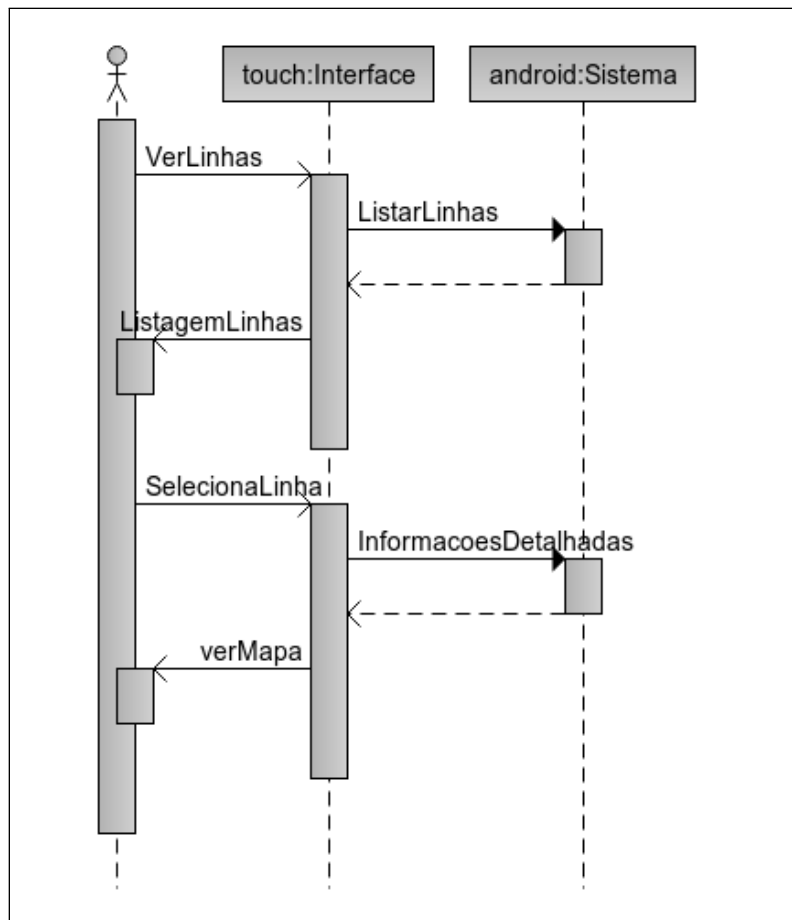 touch:Interface
android:Sistema
VerLinhas
ListarLinhas
ListagemLinhas
SelecionaLinha
InformacoesDetalhadas
verMapa